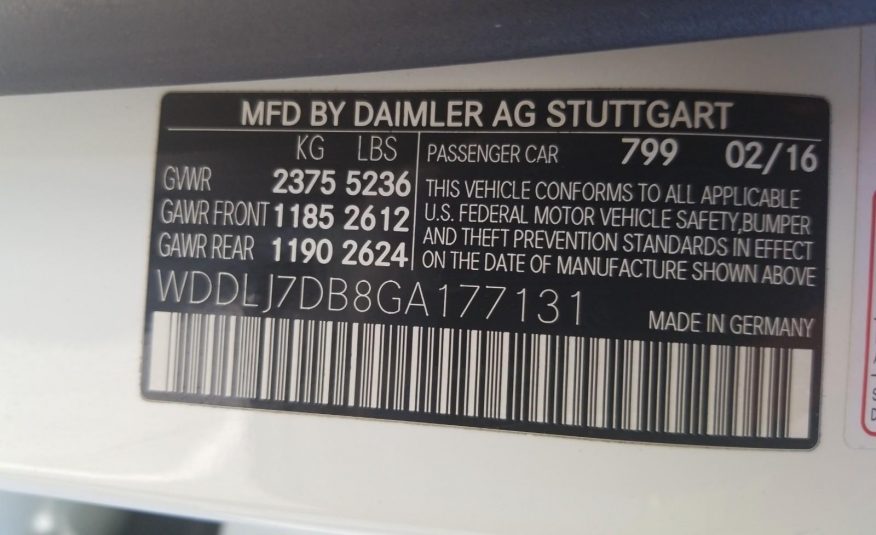 MFD BY DAIMLER AG STUTTGART
KG LBS
GVWR 2375 5236
GAWR FRONT 1185 2612
GAWR REAR 1190 2624
PASSENGER CAR 799 02/16
THIS VEHICLE CONFORMS TO ALL APPLICABLE
U.S. FEDERAL MOTOR VEHICLE SAFETY,BUMPER
AND THEFT PREVENTION STANDARDS IN EFFECT
ON THE DATE OF MANUFACTURE SHOWN ABOVE
WDDLJ7DB8GA177131
MADE IN GERMANY